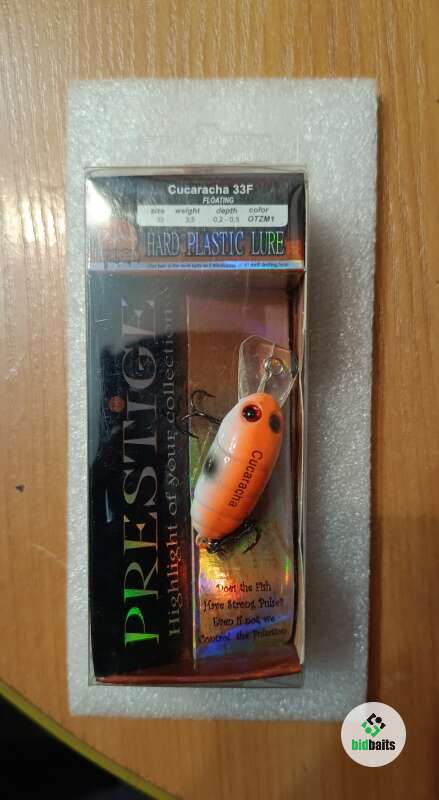 Cucaracha 33F
FLOATING
size weight depth color
33 3,5 0,2 - 0,5 OTZM1
HARD PLASTIC LURE
PRESTIGE
Highlight of your collection
Cucaracha
Does the Fish
Have Strong Pulse?
Even if not, we
Control the Pulsation
bidbaits